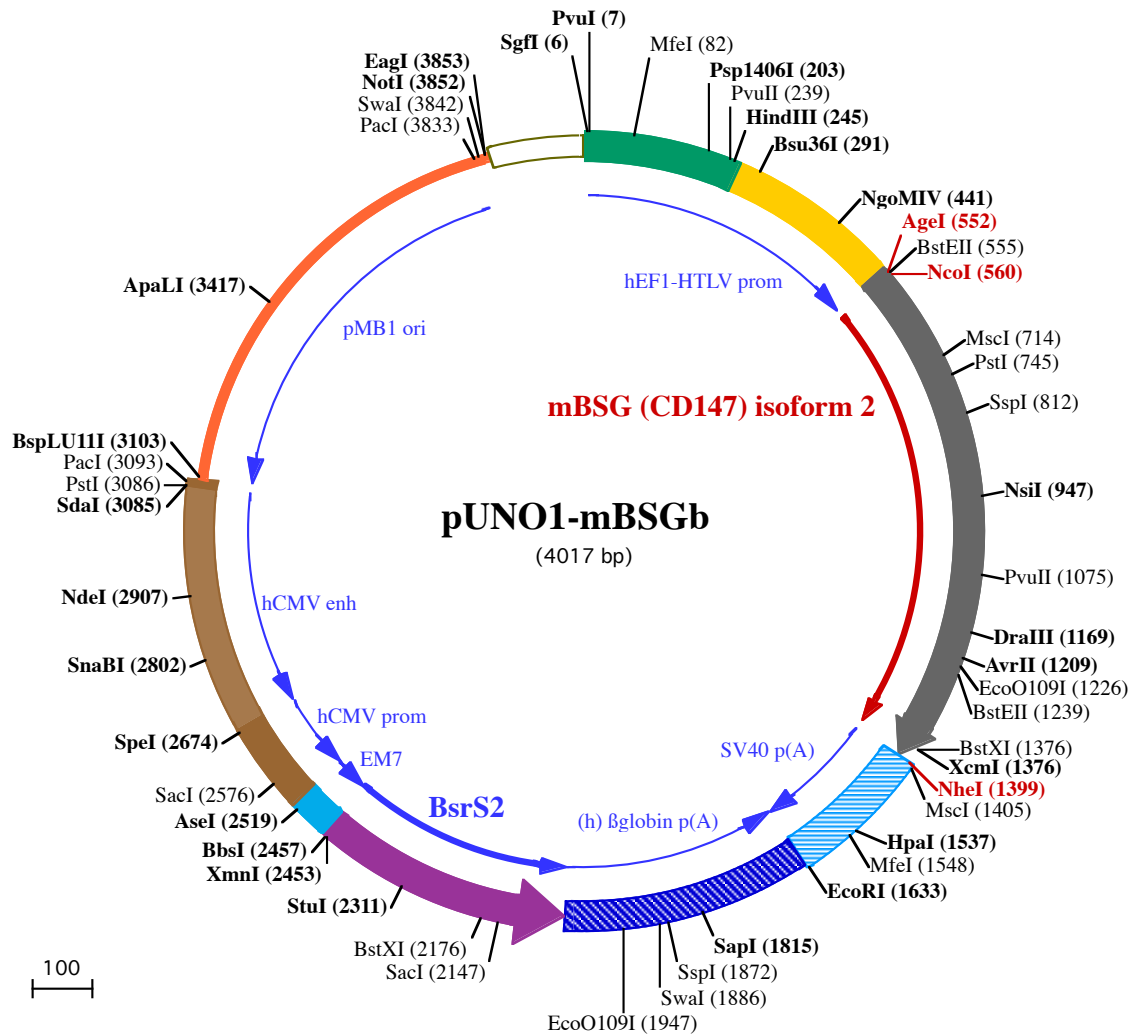 PvuI (7)
SgfI (6)
MfeI (82)
Psp1406I (203)
PvuII (239)
HindIII (245)
Bsu36I (291)
NgoMIV (441)
AgeI (552)
BstEII (555)
NcoI (560)
MscI (714)
PstI (745)
SspI (812)
NsiI (947)
PvuII (1075)
DraIII (1169)
AvrII (1209)
EcoO109I (1226)
BstEII (1239)
BstXI (1376)
XcmI (1376)
NheI (1399)
MscI (1405)
HpaI (1537)
MfeI (1548)
EcoRI (1633)
SapI (1815)
SspI (1872)
SwaI (1886)
EcoO109I (1947)
SacI (2147)
BstXI (2176)
StuI (2311)
XmnI (2453)
BbsI (2457)
AseI (2519)
SacI (2576)
SpeI (2674)
SnaBI (2802)
NdeI (2907)
SdaI (3085)
PstI (3086)
PacI (3093)
BspLU11I (3103)
ApaLI (3417)
PacI (3833)
SwaI (3842)
NotI (3852)
EagI (3853)
hEF1-HTLV prom
mBSG (CD147) isoform 2
SV40 p(A)
(h) ßglobin p(A)
BsrS2
EM7
hCMV prom
hCMV enh
pMB1 ori
pUNO1-mBSGb
(4017 bp)
100